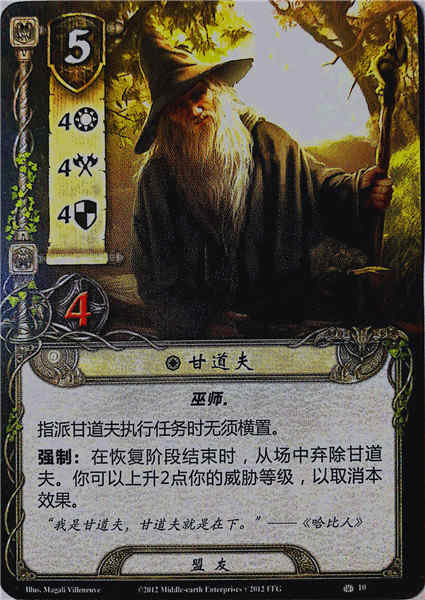 5
4
4
4
4
甘道夫
巫师。
指派甘道夫执行任务时无须横置。
强制：在恢复阶段结束时，从场中弃除甘道
夫。你可以上升2点你的威胁等级，以取消本
效果。
“我是甘道夫，甘道夫就是在下。”——《哈比人》
盟友
Illus. Magali Villeneuve ©2012 Middle-earth Enterprises • 2012 FFG 10